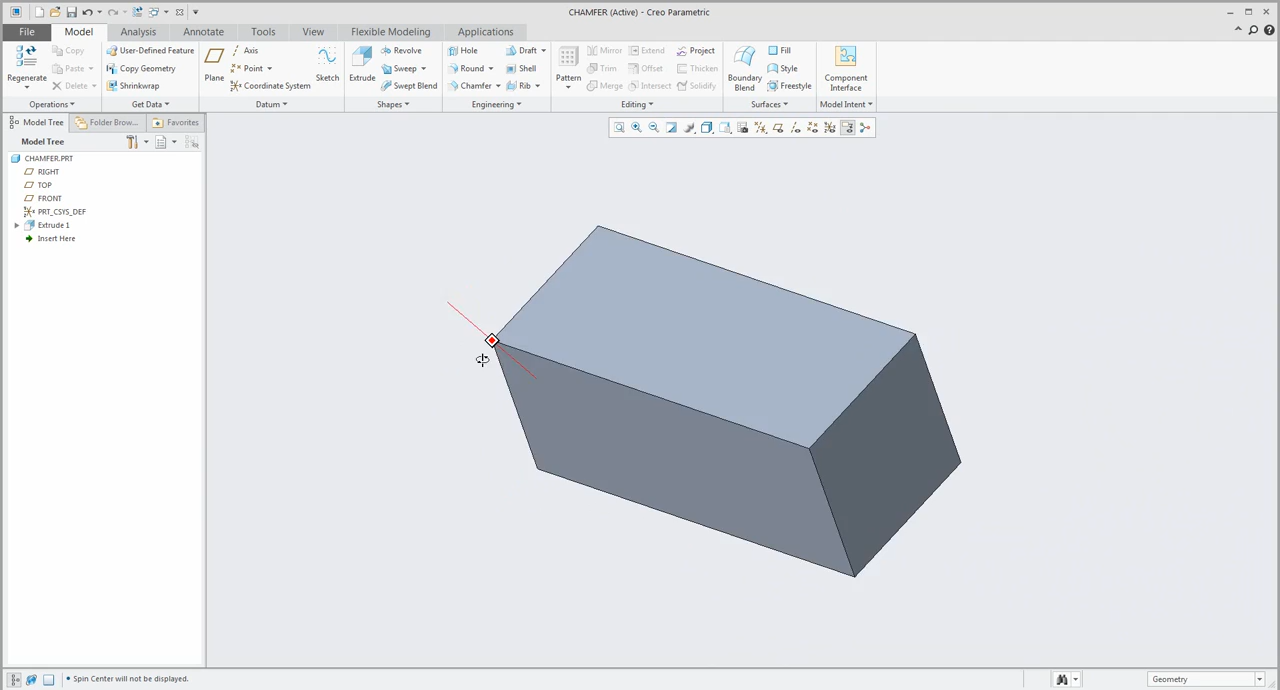 CHAMFER (Active) - Creo Parametric
File Model Analysis Annotate Tools View Flexible Modeling Applications
Regenerate
Copy
Paste
Delete
User-Defined Feature
Copy Geometry
Shrinkwrap
Plane
Axis
Point
Coordinate System
Sketch
Extrude
Revolve
Sweep
Swept Blend
Hole
Round
Chamfer
Draft
Shell
Rib
Pattern
Mirror
Trim
Merge
Extend
Offset
Intersect
Project
Thicken
Solidify
Boundary
Blend
Fill
Style
Freestyle
Component
Interface
Operations Get Data Datum Shapes Engineering Editing Surfaces Model Intent
Model Tree Folder Brow... Favorites
Model Tree
CHAMFER.PRT
RIGHT
TOP
FRONT
PRT_CSYS_DEF
Extrude 1
Insert Here
• Spin Center will not be displayed.
Geometry